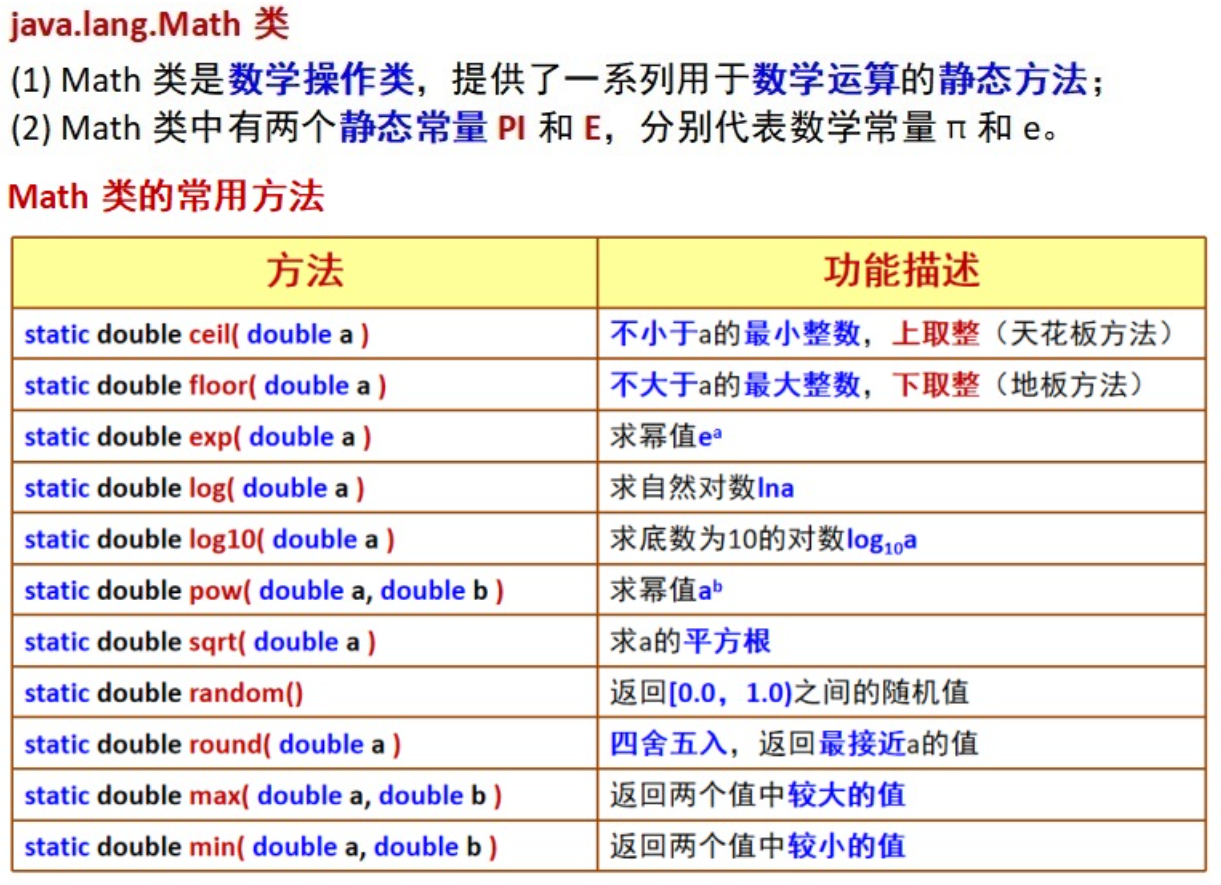 java.lang.Math 类
(1) Math 类是数学操作类，提供了一系列用于数学运算的静态方法；
(2) Math 类中有两个静态常量 PI 和 E，分别代表数学常量 π 和 e。
Math 类的常用方法
方法 功能描述
static double ceil( double a ) 不小于a的最小整数，上取整（天花板方法）
static double floor( double a ) 不大于a的最大整数，下取整（地板方法）
static double exp( double a ) 求幂值eᵃ
static double log( double a ) 求自然对数lna
static double log10( double a ) 求底数为10的对数log₁₀a
static double pow( double a, double b ) 求幂值aᵇ
static double sqrt( double a ) 求a的平方根
static double random() 返回[0.0，1.0)之间的随机值
static double round( double a ) 四舍五入，返回最接近a的值
static double max( double a, double b ) 返回两个值中较大的值
static double min( double a, double b ) 返回两个值中较小的值